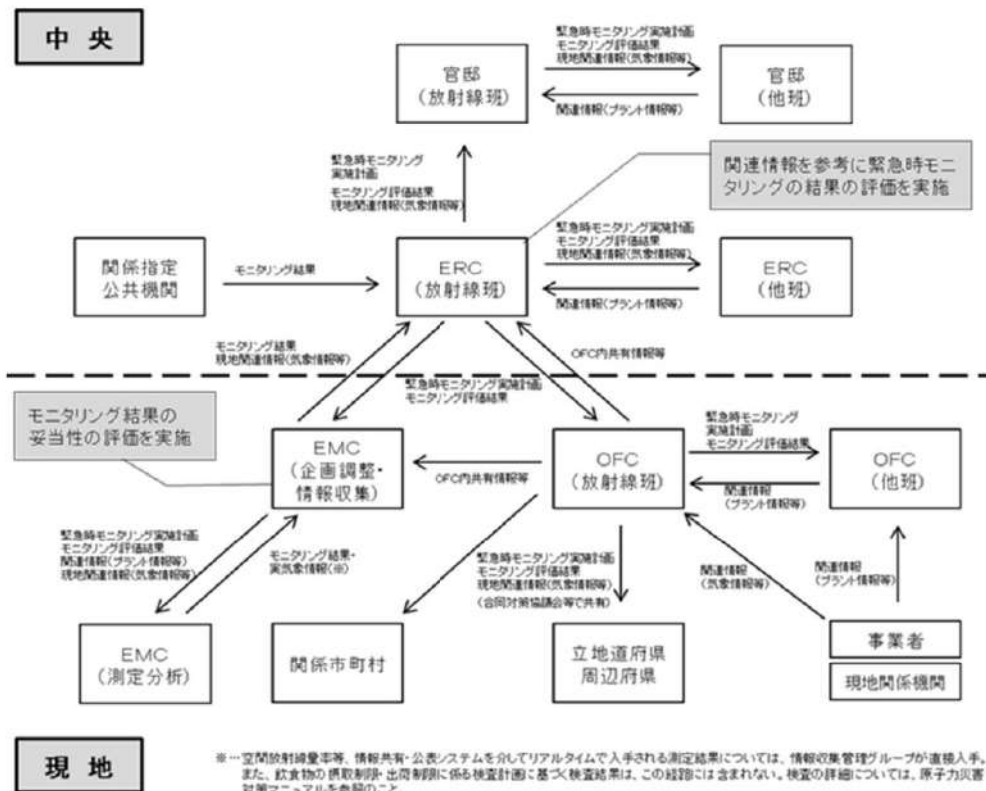 中 央
緊急時モニタリング実施計画
モニタリング評価結果
現地関連情報(気象情報等)
官邸
(放射線班)
官邸
(他班)
関連情報(プラント情報等)
緊急時モニタリング
実施計画
モニタリング評価結果
現地関連情報(気象情報等)
関連情報を参考に緊急時モニ
タリングの結果の評価を実施
緊急時モニタリング実施計画
モニタリング評価結果
現地関連情報(気象情報等)
関係指定
公共機関
モニタリング結果
ERC
(放射線班)
ERC
(他班)
関連情報(プラント情報等)
モニタリング結果
現地関連情報(気象情報等)
OFC内共有情報等
緊急時モニタリング実施計画
モニタリング評価結果
モニタリング結果の
妥当性の評価を実施
EMC
(企画調整・
情報収集)
OFC内共有情報等
OFC
(放射線班)
緊急時モニタリング
実施計画
モニタリング評価結果
OFC
(他班)
関連情報
(プラント情報等)
緊急時モニタリング実施計画
モニタリング評価結果
関連情報(プラント情報等)
現地関連情報(気象情報等)
モニタリング結果・
実気象情報(※)
緊急時モニタリング実施計画
モニタリング評価結果
現地関連情報(気象情報等)
(合同対策協議会等で共有)
関連情報
(気象情報等)
関連情報
(プラント情報等)
EMC
(測定分析)
関係市町村
立地道府県
周辺府県
事業者
現地関係機関
現 地
※…空間放射線量率等、情報共有・公表システムを介してリアルタイムで入手される測定結果については、情報収集管理グループが直接入手。
また、飲食物の摂取制限・出荷制限に係る検査計画に基づく検査結果は、この経路には含まれない。検査の詳細については、原子力災害
対策マニュアルを参照のこと